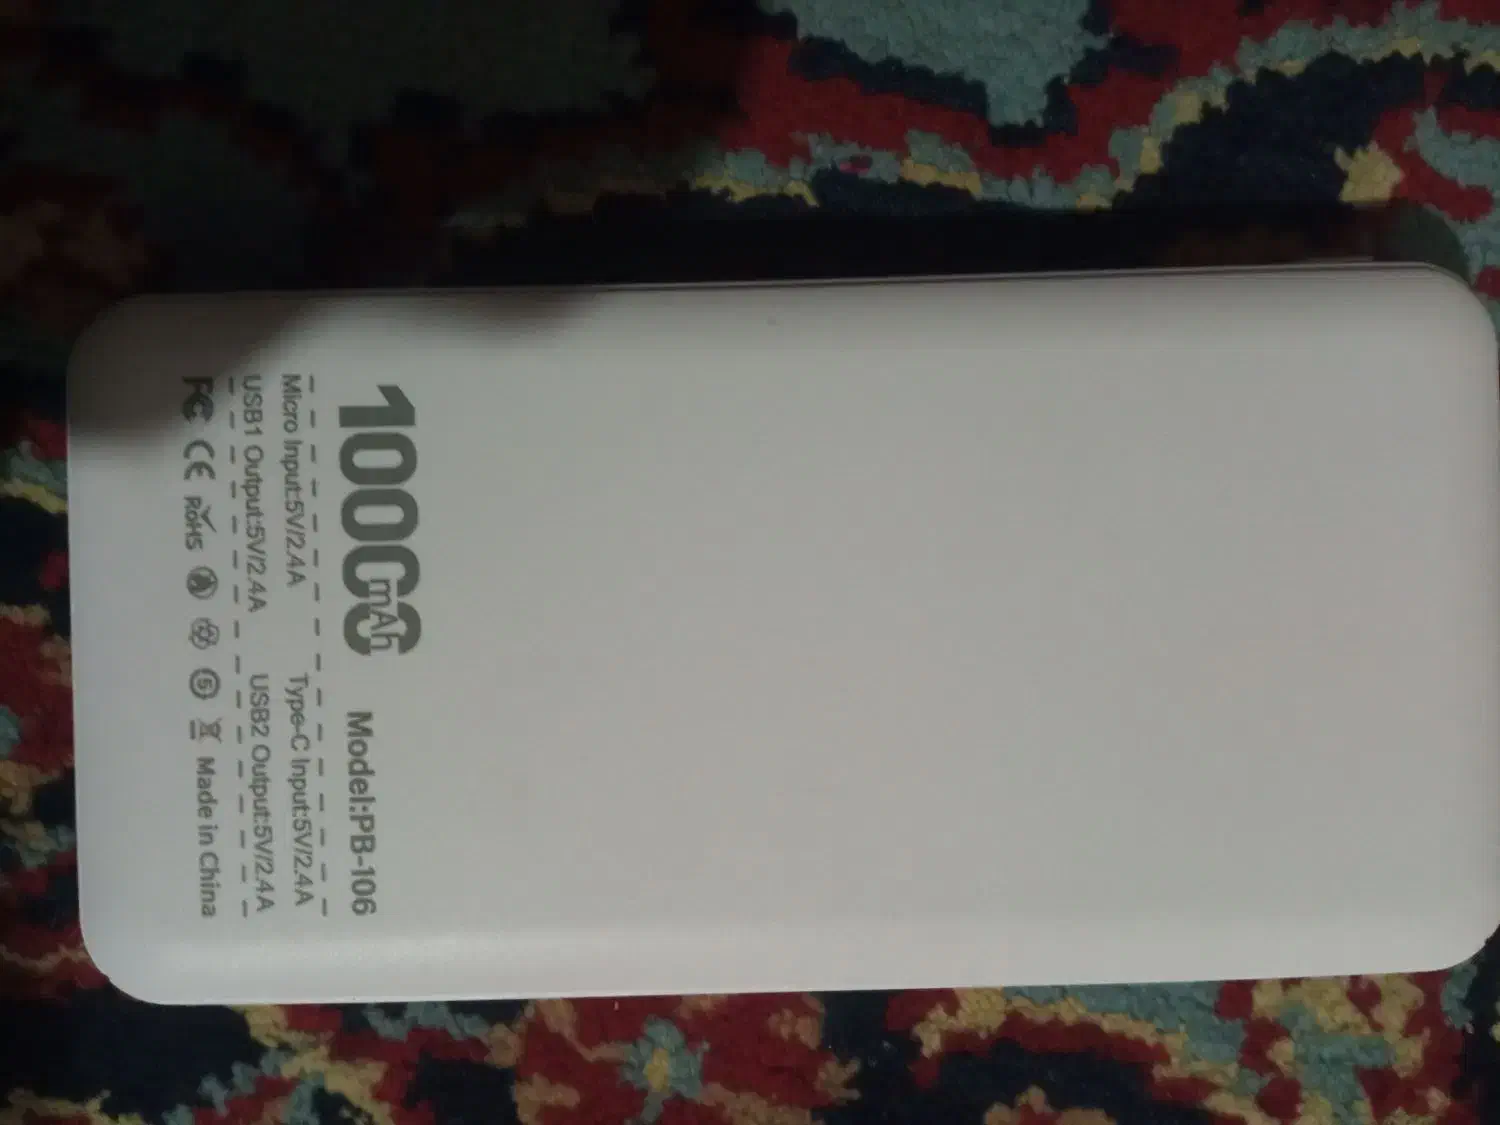 10000mAh Model:PB-106
Micro Input:5V/2.4A Type-C Input:5V/2.4A
USB1 Output:5V/2.4A USB2 Output:5V/2.4A
FC CE RoHS 5 Made in China